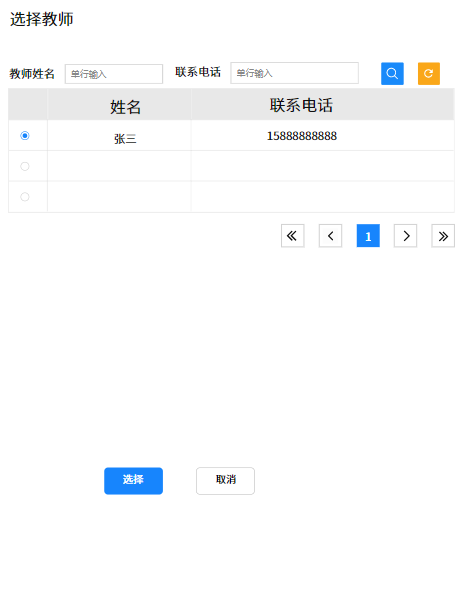 选择教师
教师姓名 单行输入 联系电话 单行输入
姓名 联系电话
张三 15888888888
1
选择 取消